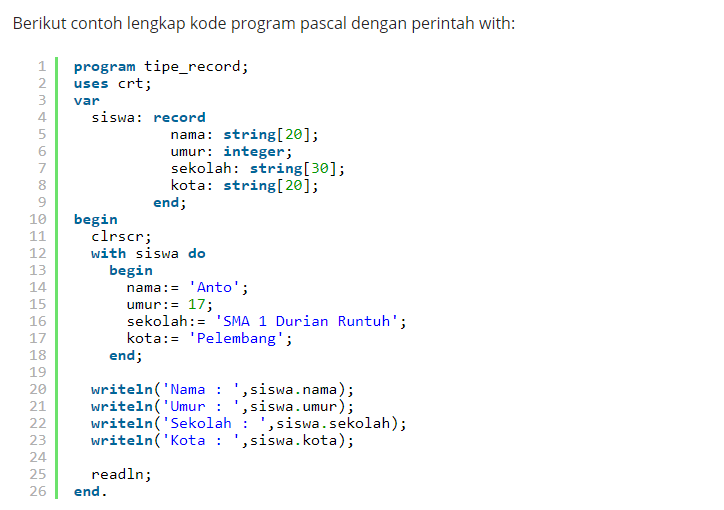 Berikut contoh lengkap kode program pascal dengan perintah with:
1 program tipe_record;
2 uses crt;
3 var
4   siswa: record
5            nama: string[20];
6            umur: integer;
7            sekolah: string[30];
8            kota: string[20];
9          end;
10 begin
11   clrscr;
12   with siswa do
13     begin
14       nama:= 'Anto';
15       umur:= 17;
16       sekolah:= 'SMA 1 Durian Runtuh';
17       kota:= 'Pelembang';
18     end;
19
20   writeln('Nama : ',siswa.nama);
21   writeln('Umur : ',siswa.umur);
22   writeln('Sekolah : ',siswa.sekolah);
23   writeln('Kota : ',siswa.kota);
24
25   readln;
26 end.